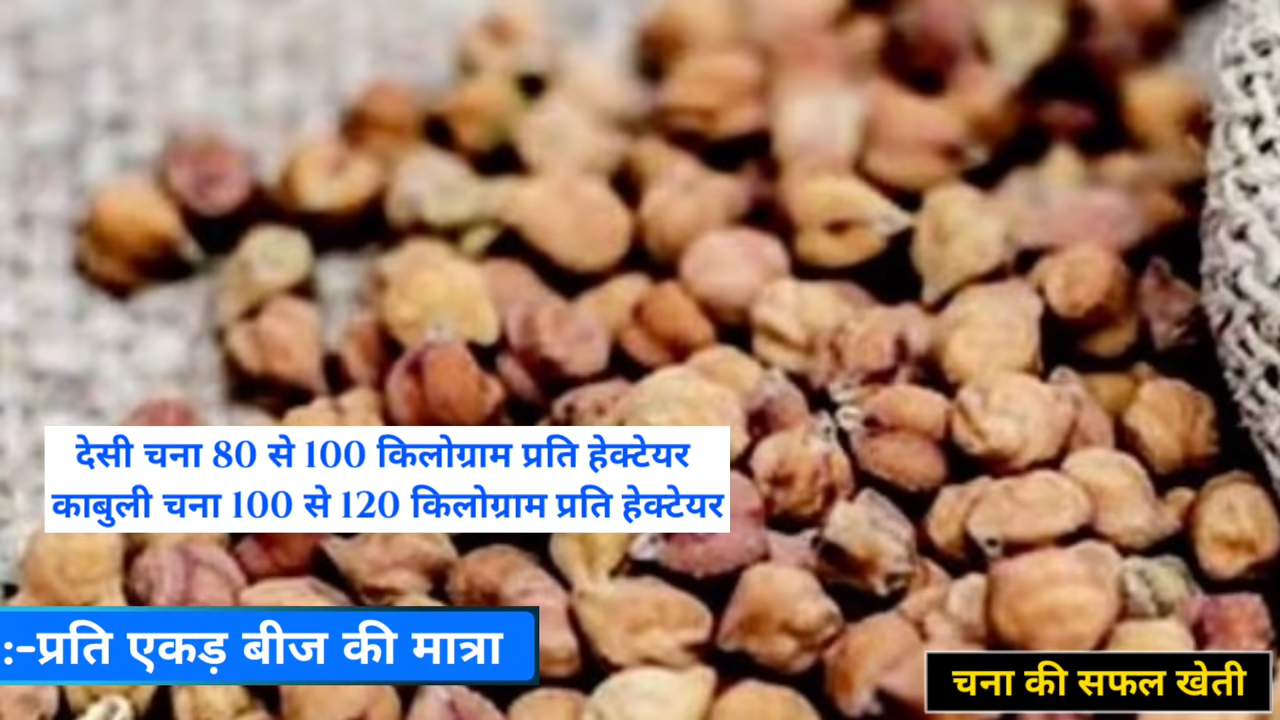 देसी चना 80 से 100 किलोग्राम प्रति हेक्टेयर
काबुली चना 100 से 120 किलोग्राम प्रति हेक्टेयर
:-प्रति एकड़ बीज की मात्रा
चना की सफल खेती